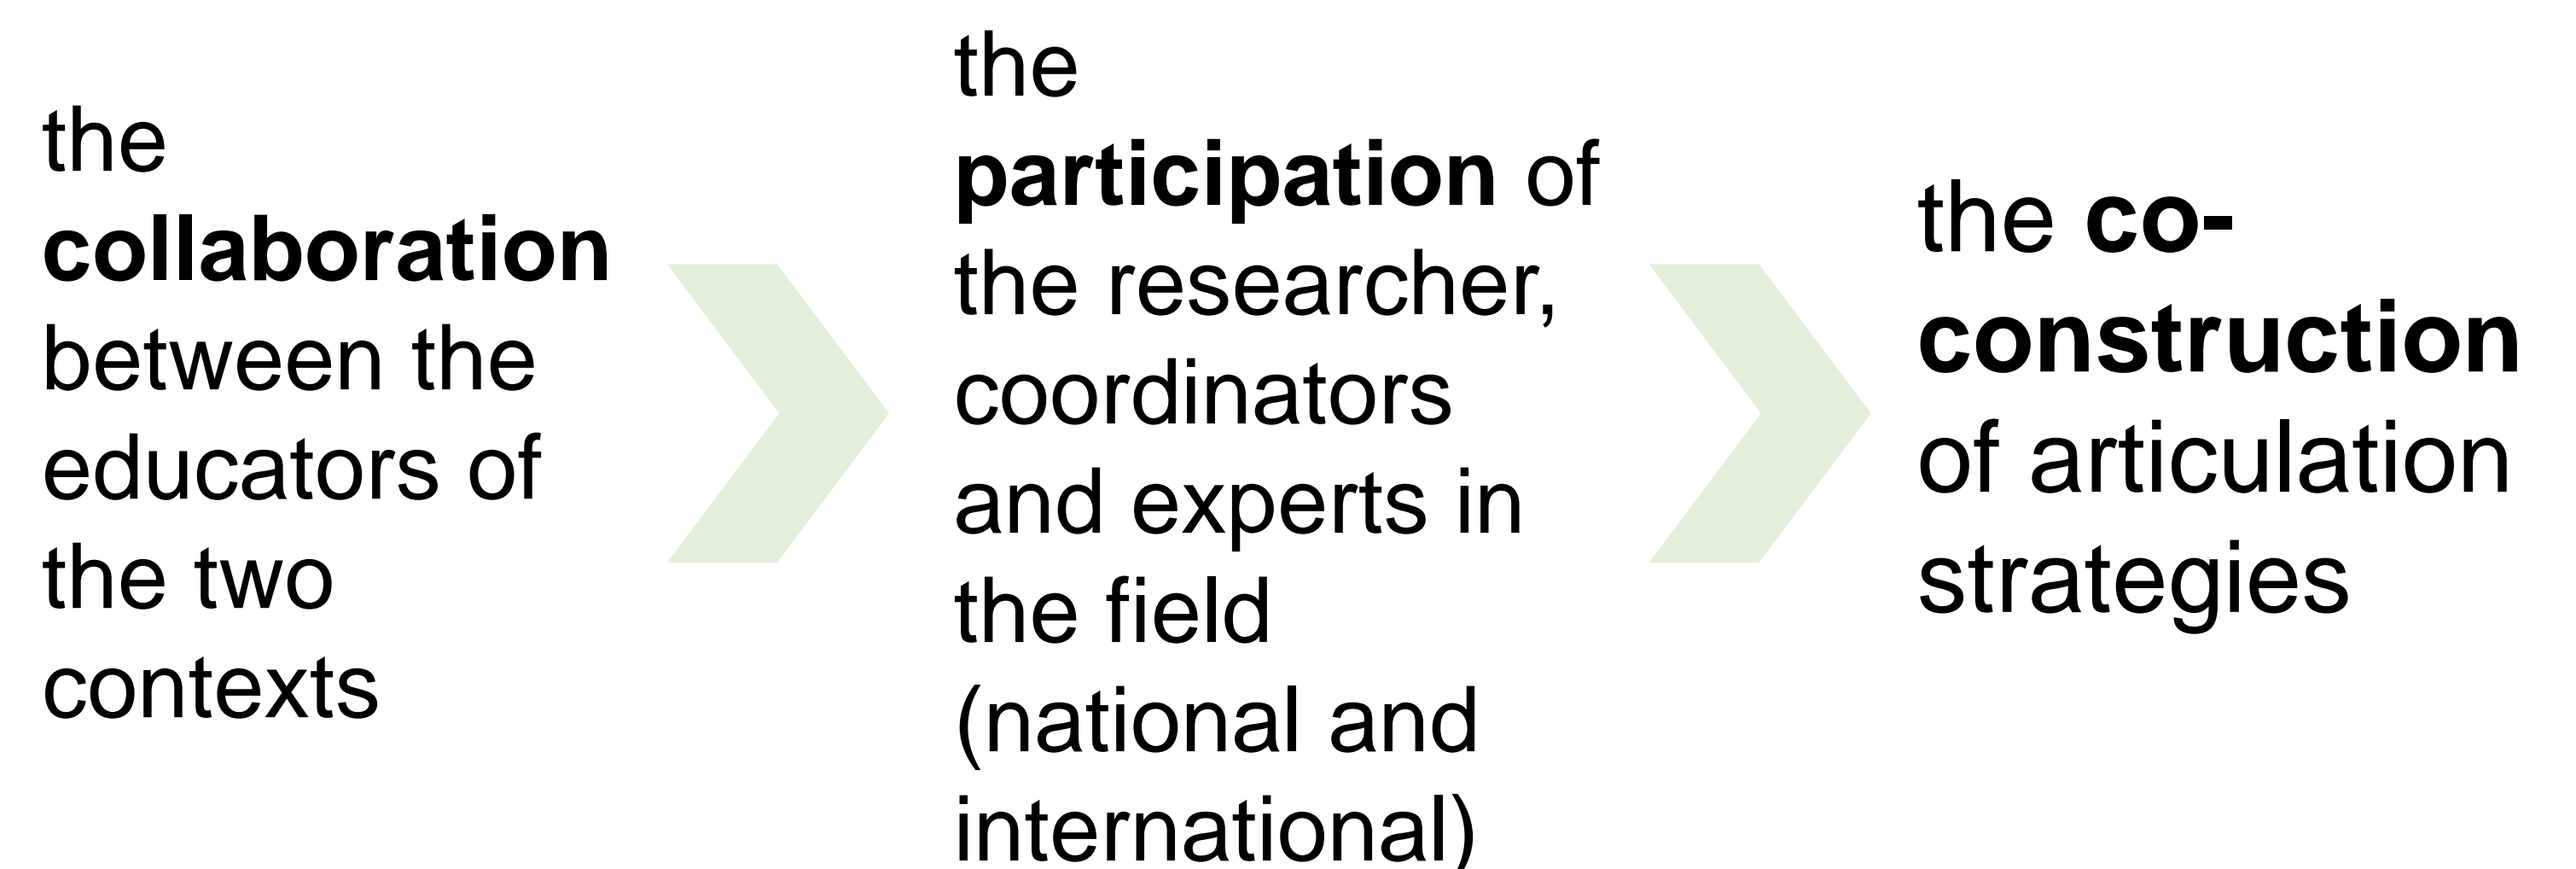 the
collaboration
between the
educators of
the two
contexts
the
participation of
the researcher,
coordinators
and experts in
the field
(national and
international)
the co-
construction
of articulation
strategies